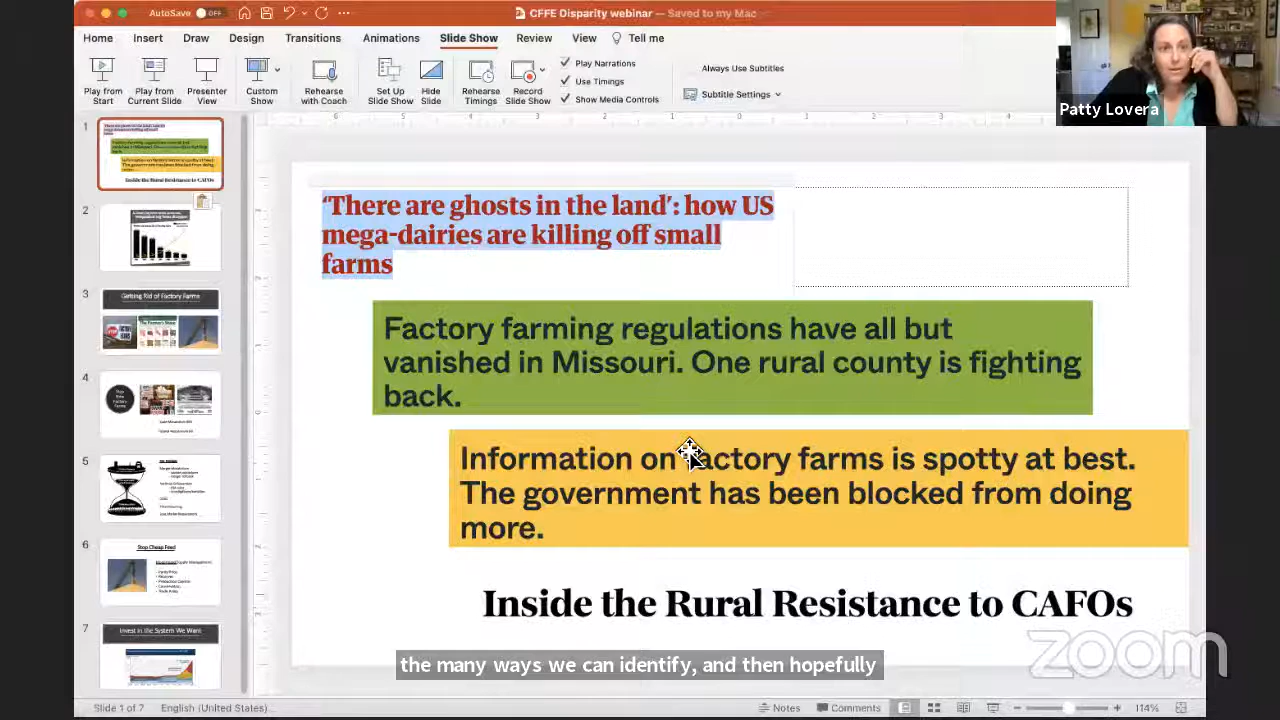 AutoSave OFF
CFFE Disparity webinar — Saved to my Mac
Home Insert Draw Design Transitions Animations Slide Show Review View Tell me
Play from Start
Play from Current Slide
Presenter View
Custom Show
Rehearse with Coach
Set Up Slide Show
Hide Slide
Rehearse Timings
Record Slide Show
Play Narrations
Use Timings
Show Media Controls
Always Use Subtitles
Subtitle Settings
Patty Lovera
1
2
3
Getting Rid of Factory Farms
4
5
6
Stop Cheap Feed
7
Invest in the System We Want
‘There are ghosts in the land’: how US
mega-dairies are killing off small
farms
Factory farming regulations have all but
vanished in Missouri. One rural county is fighting
back.
Information on factory farms is spotty at best.
The government has been blocked from doing
more.
Inside the Rural Resistance to CAFOs
zoom
the many ways we can identify, and then hopefully
Slide 1 of 7 English (United States) Notes Comments 114%